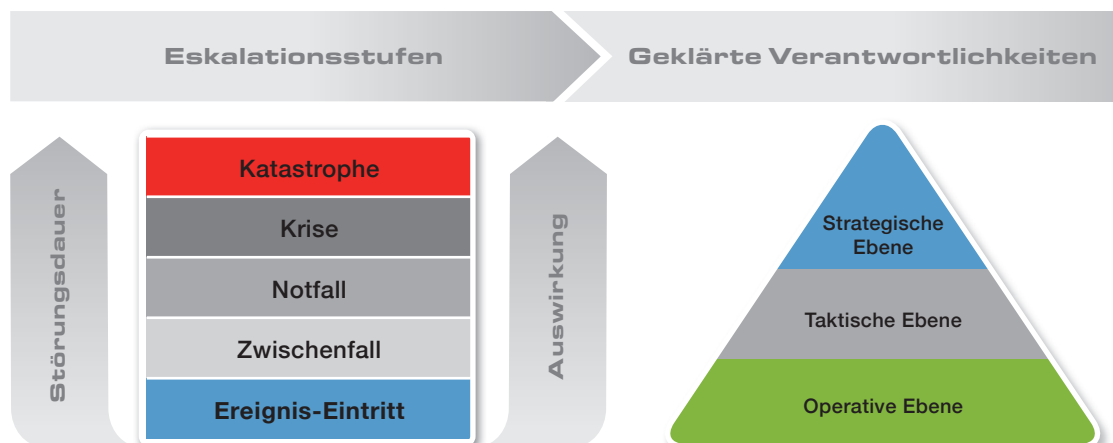 Eskalationsstufen
Geklärte Verantwortlichkeiten
Störungsdauer
Katastrophe
Krise
Notfall
Zwischenfall
Ereignis-Eintritt
Auswirkung
Strategische
Ebene
Taktische Ebene
Operative Ebene